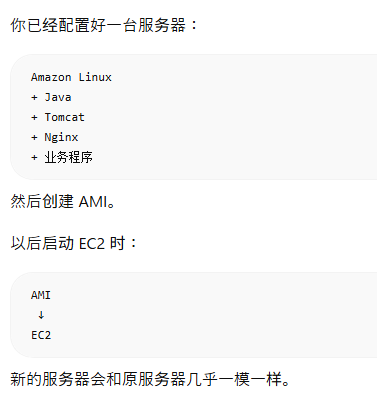 你已经配置好一台服务器：
Amazon Linux
+ Java
+ Tomcat
+ Nginx
+ 业务程序
然后创建 AMI。
以后启动 EC2 时：
AMI
↓
EC2
新的服务器会和原服务器几乎一模一样。